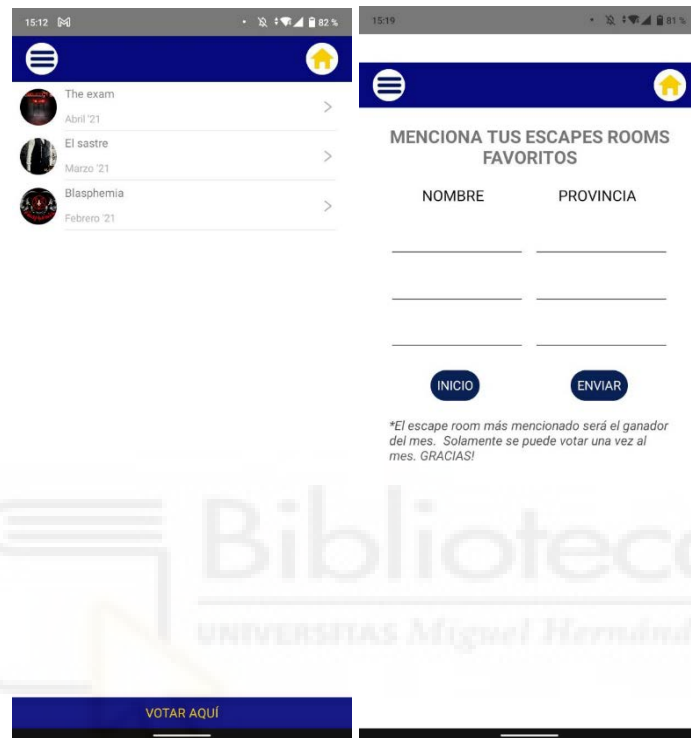 15:12
82 %
The exam
Abril '21
El sastre
Marzo '21
Blasphemia
Febrero '21
VOTAR AQUÍ
15:19
81 %
MENCIONA TUS ESCAPES ROOMS
FAVORITOS
NOMBRE PROVINCIA
INICIO ENVIAR
*El escape room más mencionado será el ganador
del mes. Solamente se puede votar una vez al
mes. GRACIAS!
Biblioteca
UNIVERSITAS Miguel Hernánd